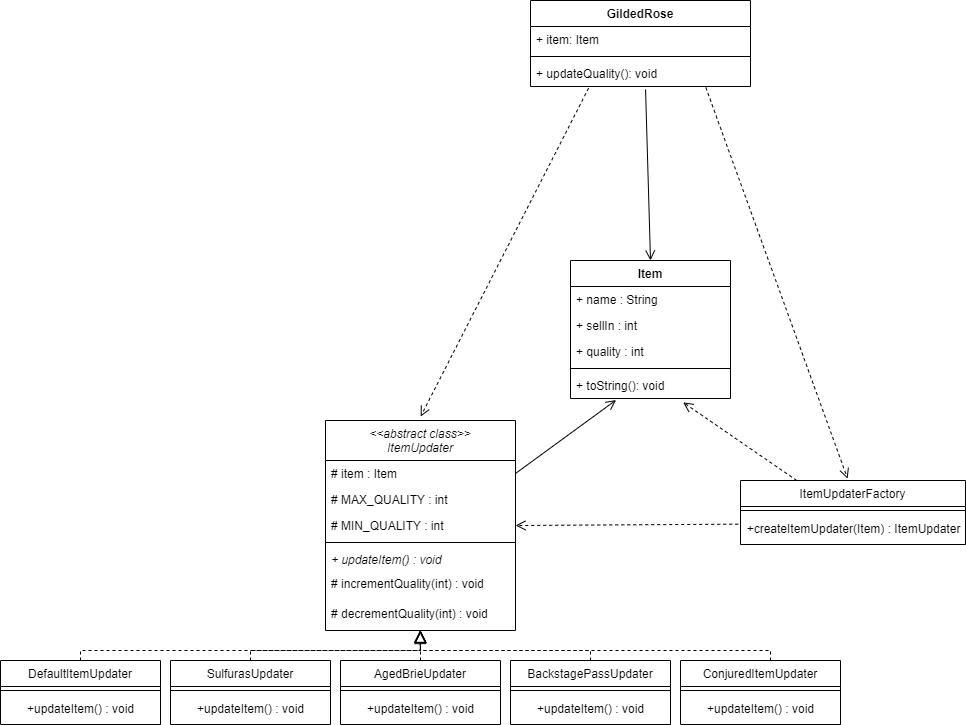 GildedRose
+ item: Item
+ updateQuality(): void
Item
+ name : String
+ sellIn : int
+ quality : int
+ toString(): void
<<abstract class>>
ItemUpdater
# item : Item
# MAX_QUALITY : int
# MIN_QUALITY : int
+ updateItem() : void
# incrementQuality(int) : void
# decrementQuality(int) : void
ItemUpdaterFactory
+createItemUpdater(Item) : ItemUpdater
DefaultItemUpdater
+updateItem() : void
SulfurasUpdater
+updateItem() : void
AgedBrieUpdater
+updateItem() : void
BackstagePassUpdater
+updateItem() : void
ConjuredItemUpdater
+updateItem() : void